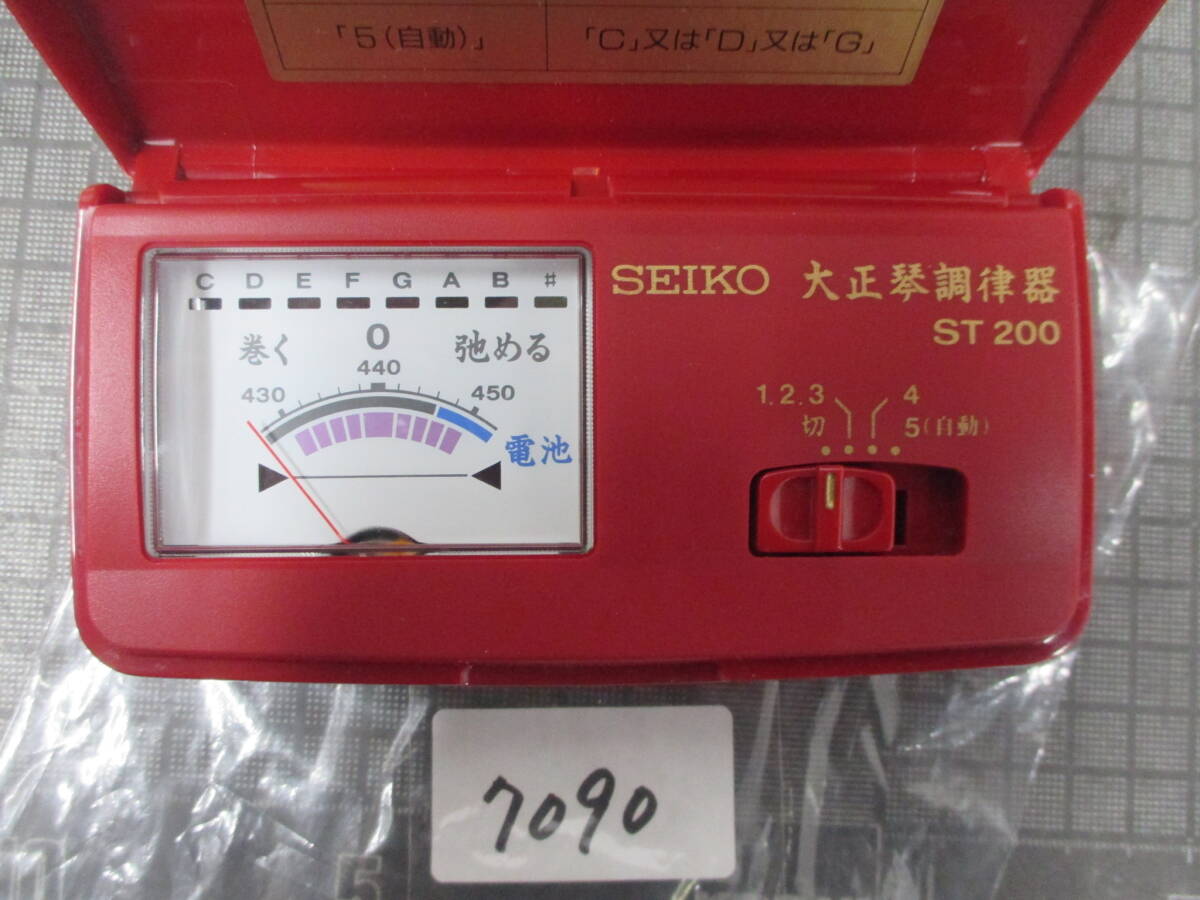 「5(自動)」 「C」又は「D」又は「G」
C D E F G A B #
巻く 0 弛める
430 440 450
電池
SEIKO 大正琴調律器
ST 200
1.2.3 4
切 5(自動)
7090
5